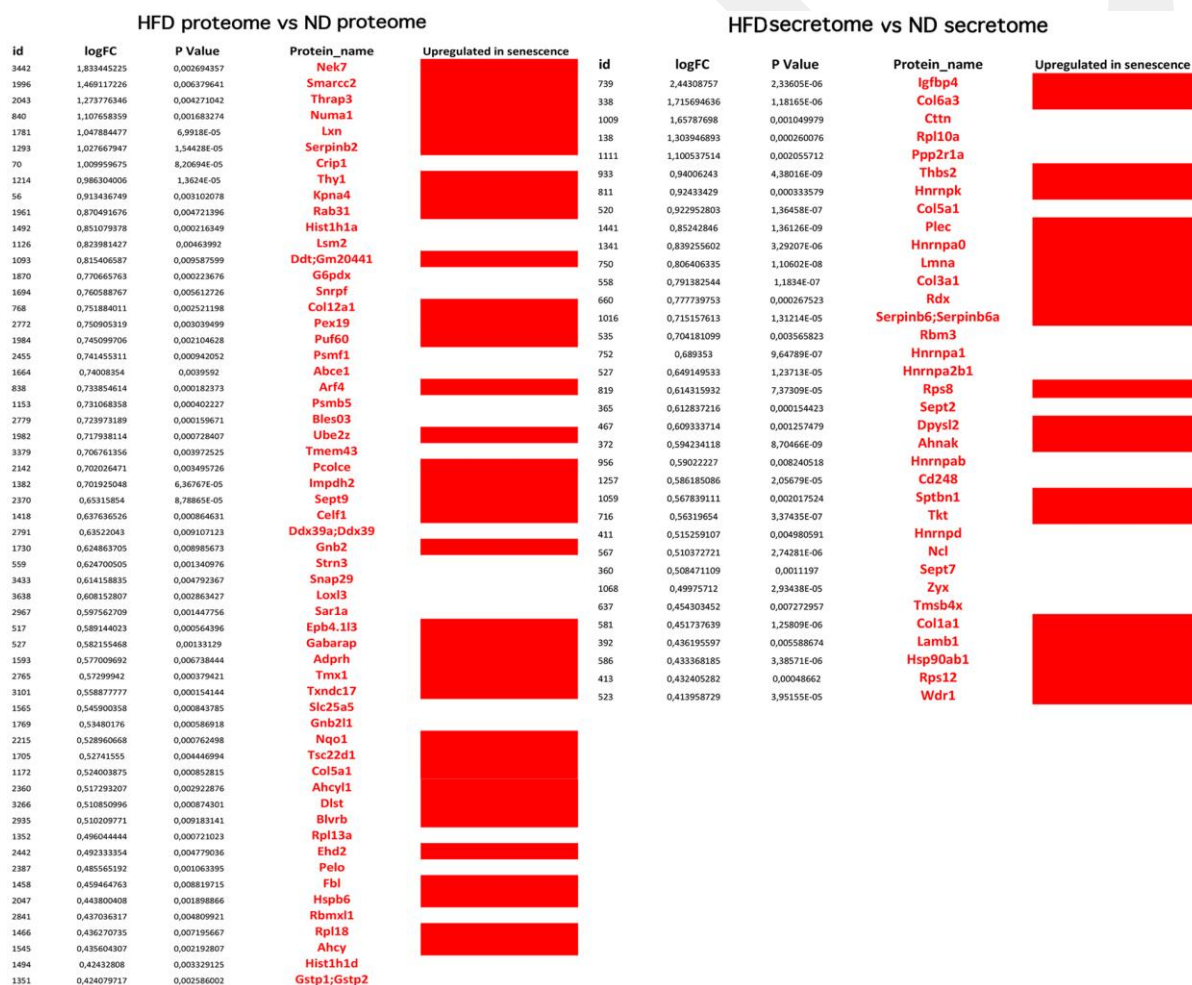 HFD proteome vs ND proteome
id logFC P Value Protein_name Upregulated in senescence
3442 1,833445225 0,002694357 Nek7
1996 1,469117226 0,006379641 Smarcc2
2043 1,273776346 0,004271042 Thrap3
840 1,107658359 0,001683274 Numa1
1781 1,047884477 6,9918E-05 Lxn
1293 1,027667947 1,54428E-05 Serpinb2
70 1,009959675 8,20694E-05 Crip1
1214 0,986304006 1,3624E-05 Thy1
56 0,913436749 0,003102078 Kpna4
1961 0,870491676 0,004721396 Rab31
1492 0,851079378 0,000216349 Hist1h1a
1126 0,823981427 0,00463992 Lsm2
1093 0,815406587 0,009587599 Ddt;Gm20441
1870 0,770665763 0,000223676 G6pdx
1694 0,760588767 0,005612726 Snrpf
768 0,751884011 0,002521198 Col12a1
2772 0,750905319 0,003039499 Pex19
1984 0,745099706 0,002104628 Puf60
2455 0,741455311 0,000942052 Psmf1
1664 0,74008354 0,0039592 Abce1
838 0,733854614 0,000182373 Arf4
1153 0,731068358 0,000402227 Psmb5
2779 0,723973189 0,000159671 Bles03
1982 0,717938114 0,000728407 Ube2z
3379 0,706761356 0,003972525 Tmem43
2142 0,702026471 0,003495726 Pcolce
1382 0,701925048 6,36767E-05 Impdh2
2370 0,65315854 8,78865E-05 Sept9
1418 0,637636526 0,000864631 Celf1
2791 0,63522043 0,009107123 Ddx39a;Ddx39
1730 0,624863705 0,008985673 Gnb2
559 0,624700505 0,001340976 Strn3
3433 0,614158835 0,004792367 Snap29
3638 0,608152807 0,002863427 Loxl3
2967 0,597562709 0,001447756 Sar1a
517 0,589144023 0,000564396 Epb4.1l3
527 0,582155468 0,00133129 Gabarap
1593 0,577009692 0,006738444 Adprh
2765 0,57299942 0,000379421 Tmx1
3101 0,558877777 0,000154144 Txndc17
1565 0,545900358 0,000843785 Slc25a5
1769 0,53480176 0,000586918 Gnb2l1
2215 0,528960668 0,000762498 Nqo1
1705 0,52741555 0,004446994 Tsc22d1
1172 0,524003875 0,000852815 Col5a1
2360 0,517293207 0,002922876 Ahcyl1
3266 0,510850996 0,000874301 Dlst
2935 0,510209771 0,009183141 Blvrb
1352 0,496044444 0,000721023 Rpl13a
2442 0,492333354 0,004779036 Ehd2
2387 0,485565192 0,001063395 Pelo
1458 0,459464763 0,008819715 Fbl
2047 0,443800408 0,001898866 Hspb6
2841 0,437036317 0,004809921 Rbmxl1
1466 0,436270735 0,007195667 Rpl18
1545 0,435604307 0,002192807 Ahcy
1494 0,42432808 0,003329125 Hist1h1d
1351 0,424079717 0,002586002 Gstp1;Gstp2
HFDsecretome vs ND secretome
id logFC P Value Protein_name Upregulated in senescence
739 2,44308757 2,33605E-06 Igfbp4
338 1,715694636 1,18165E-06 Col6a3
1009 1,65787698 0,001049979 Cttn
138 1,303946893 0,000260076 Rpl10a
1111 1,100537514 0,002055712 Ppp2r1a
933 0,94006243 4,38016E-09 Thbs2
811 0,92433429 0,000333579 Hnrnpk
520 0,922952803 1,36458E-07 Col5a1
1441 0,85242846 1,36126E-09 Plec
1341 0,839255602 3,29207E-06 Hnrnpa0
750 0,806406335 1,10602E-08 Lmna
558 0,791382544 1,1834E-07 Col3a1
660 0,777739753 0,000267523 Rdx
1016 0,715157613 1,31214E-05 Serpinb6;Serpinb6a
535 0,704181099 0,003565823 Rbm3
752 0,689353 9,64789E-07 Hnrnpa1
527 0,649149533 1,23713E-05 Hnrnpa2b1
819 0,614315932 7,37309E-05 Rps8
365 0,612837216 0,000154423 Sept2
467 0,609333714 0,001257479 Dpysl2
372 0,594234118 8,70466E-09 Ahnak
956 0,59022227 0,008240518 Hnrnpab
1257 0,586185086 2,05679E-05 Cd248
1059 0,567839111 0,002017524 Sptbn1
716 0,56319654 3,37435E-07 Tkt
411 0,515259107 0,004980591 Hnrnpd
567 0,510372721 2,74281E-06 Ncl
360 0,508471109 0,0011197 Sept7
1068 0,49975712 2,93438E-05 Zyx
637 0,454303452 0,007272957 Tmsb4x
581 0,451737639 1,25809E-06 Col1a1
392 0,436195597 0,005588674 Lamb1
586 0,433368185 3,38571E-06 Hsp90ab1
413 0,432405282 0,00048662 Rps12
523 0,413958729 3,95155E-05 Wdr1